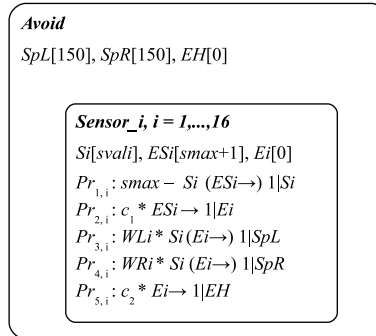 Avoid
SpL[150], SpR[150], EH[0]
Sensor_i, i = 1,...,16
Si[svali], ESi[smax+1], Ei[0]
Pr1, i : smax – Si (ESi→) 1|Si
Pr2, i : c1* ESi→ 1|Ei
Pr3, i : WLi* Si(Ei→) 1|SpL
Pr4, i : WRi* Si (Ei→) 1|SpR
Pr5, i : c2* Ei→ 1|EH